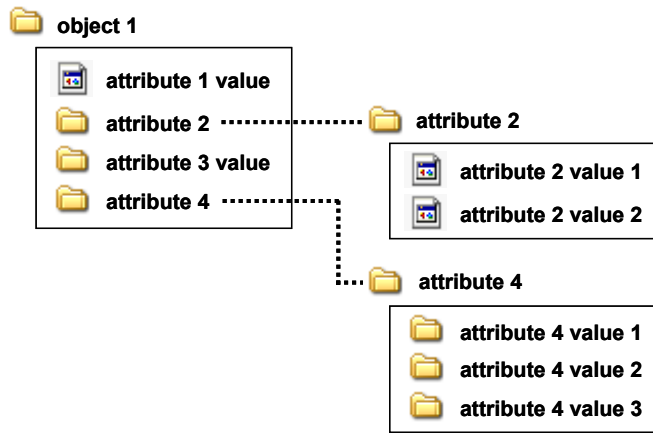 object 1
attribute 1 value
attribute 2
attribute 3 value
attribute 4
attribute 2
attribute 2 value 1
attribute 2 value 2
attribute 4
attribute 4 value 1
attribute 4 value 2
attribute 4 value 3